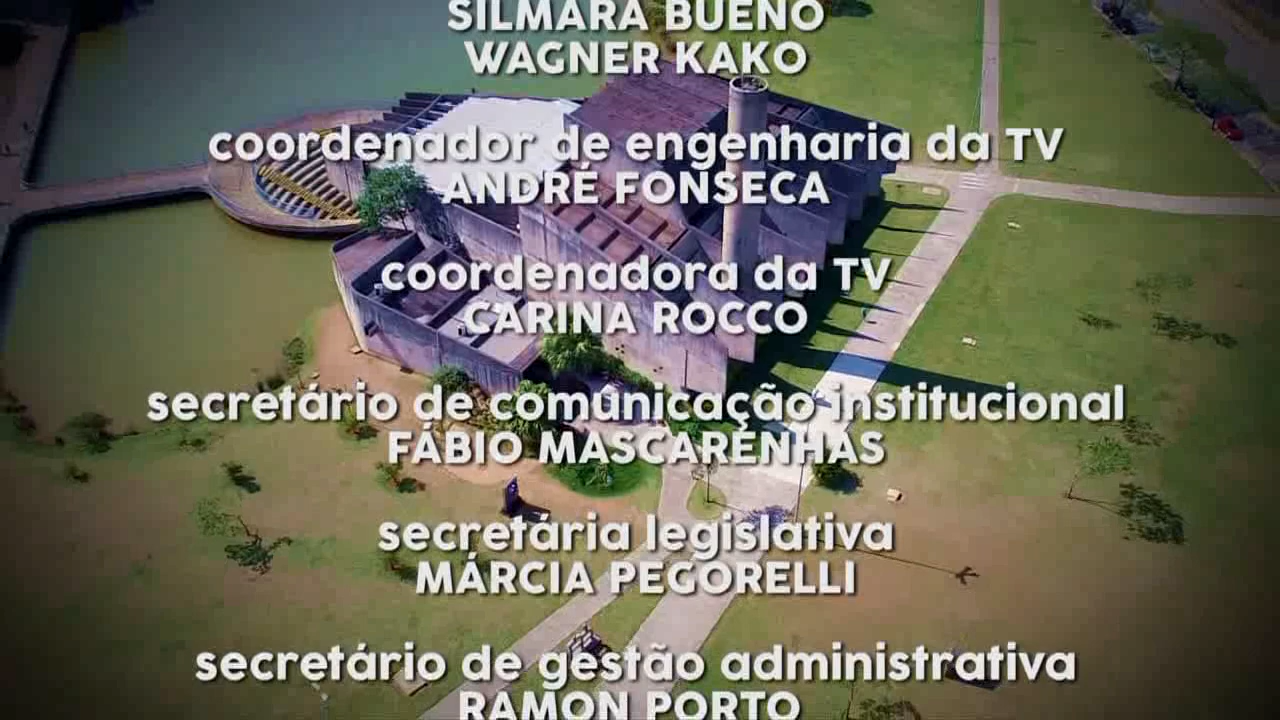 SILMARA BUENO
WAGNER KAKO
coordenador de engenharia da TV
ANDRÉ FONSECA
coordenadora da TV
CARINA ROCCO
secretário de comunicação institucional
FÁBIO MASCARENHAS
secretária legislativa
MÁRCIA PEGORELLI
secretário de gestão administrativa
RAMON PORTO